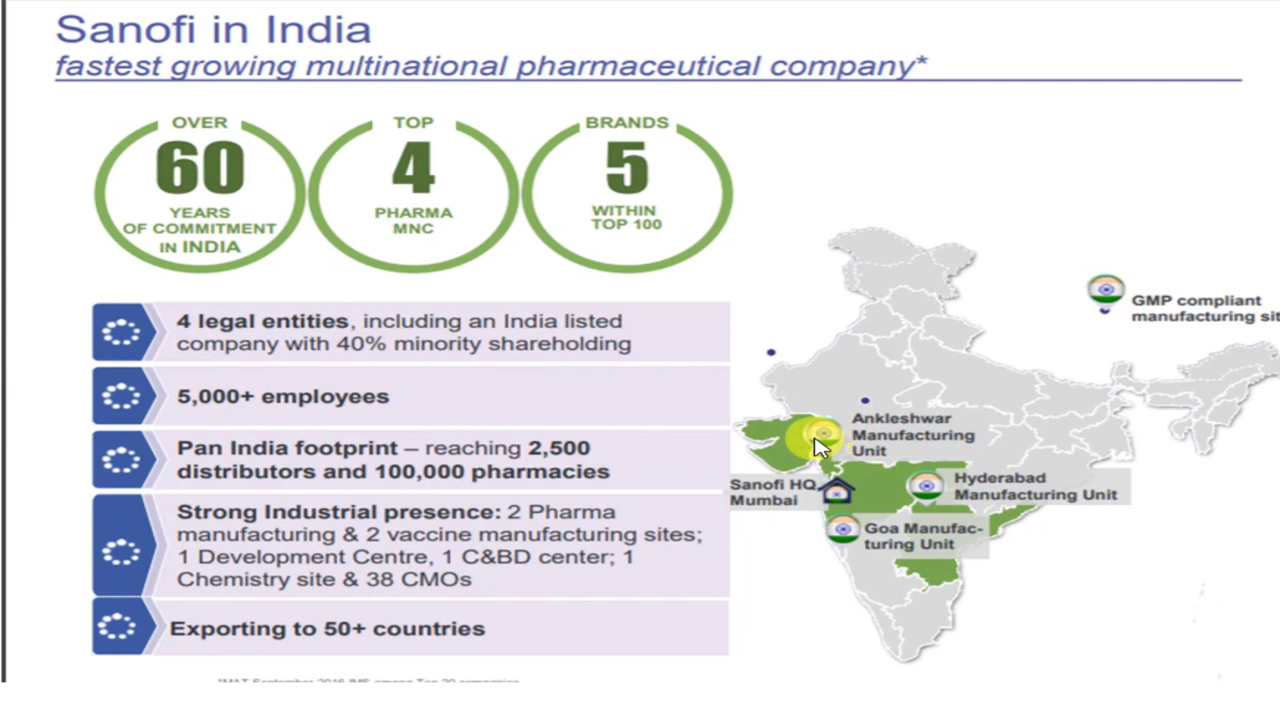 Sanofi in India
fastest growing multinational pharmaceutical company*
OVER
60
YEARS
OF COMMITMENT
IN INDIA
TOP
4
PHARMA
MNC
BRANDS
5
WITHIN
TOP 100
4 legal entities, including an India listed
company with 40% minority shareholding
5,000+ employees
Pan India footprint – reaching 2,500
distributors and 100,000 pharmacies
Strong Industrial presence: 2 Pharma
manufacturing & 2 vaccine manufacturing sites;
1 Development Centre, 1 C&BD center; 1
Chemistry site & 38 CMOs
Exporting to 50+ countries
GMP compliant
manufacturing sit
Ankleshwar
Manufacturing
Unit
Sanofi HQ
Mumbai
Hyderabad
Manufacturing Unit
Goa Manufac-
turing Unit